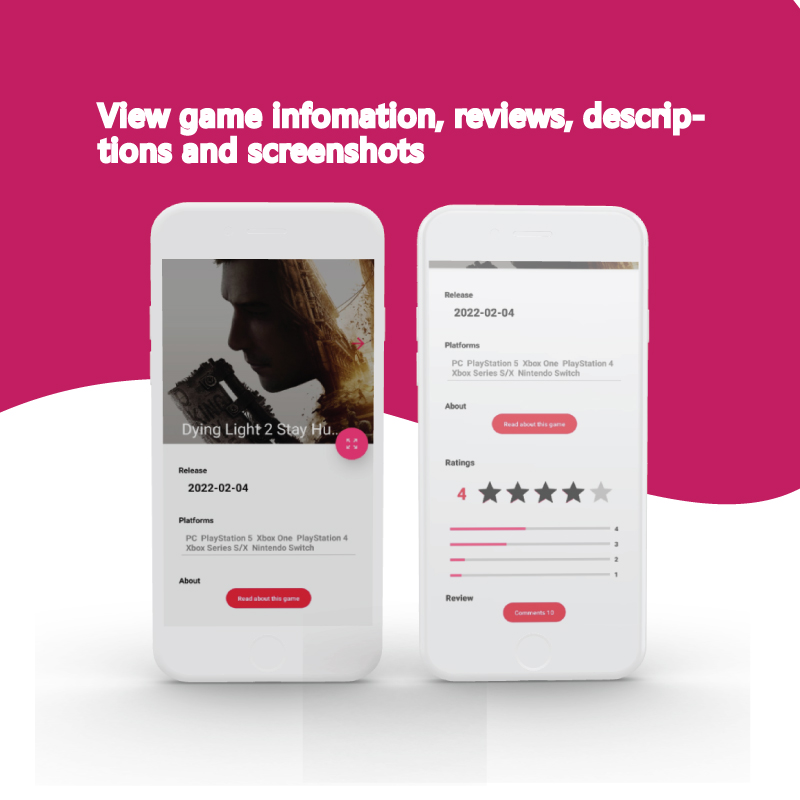 View game infomation, reviews, descrip-
tions and screenshots
Dying Light 2 Stay Hu..
Release
2022-02-04
Platforms
PC PlayStation 5 Xbox One PlayStation 4
Xbox Series S/X Nintendo Switch
About
Read about this game
Release
2022-02-04
Platforms
PC PlayStation 5 Xbox One PlayStation 4
Xbox Series S/X Nintendo Switch
About
Read about this game
Ratings
4
4
3
2
1
Review